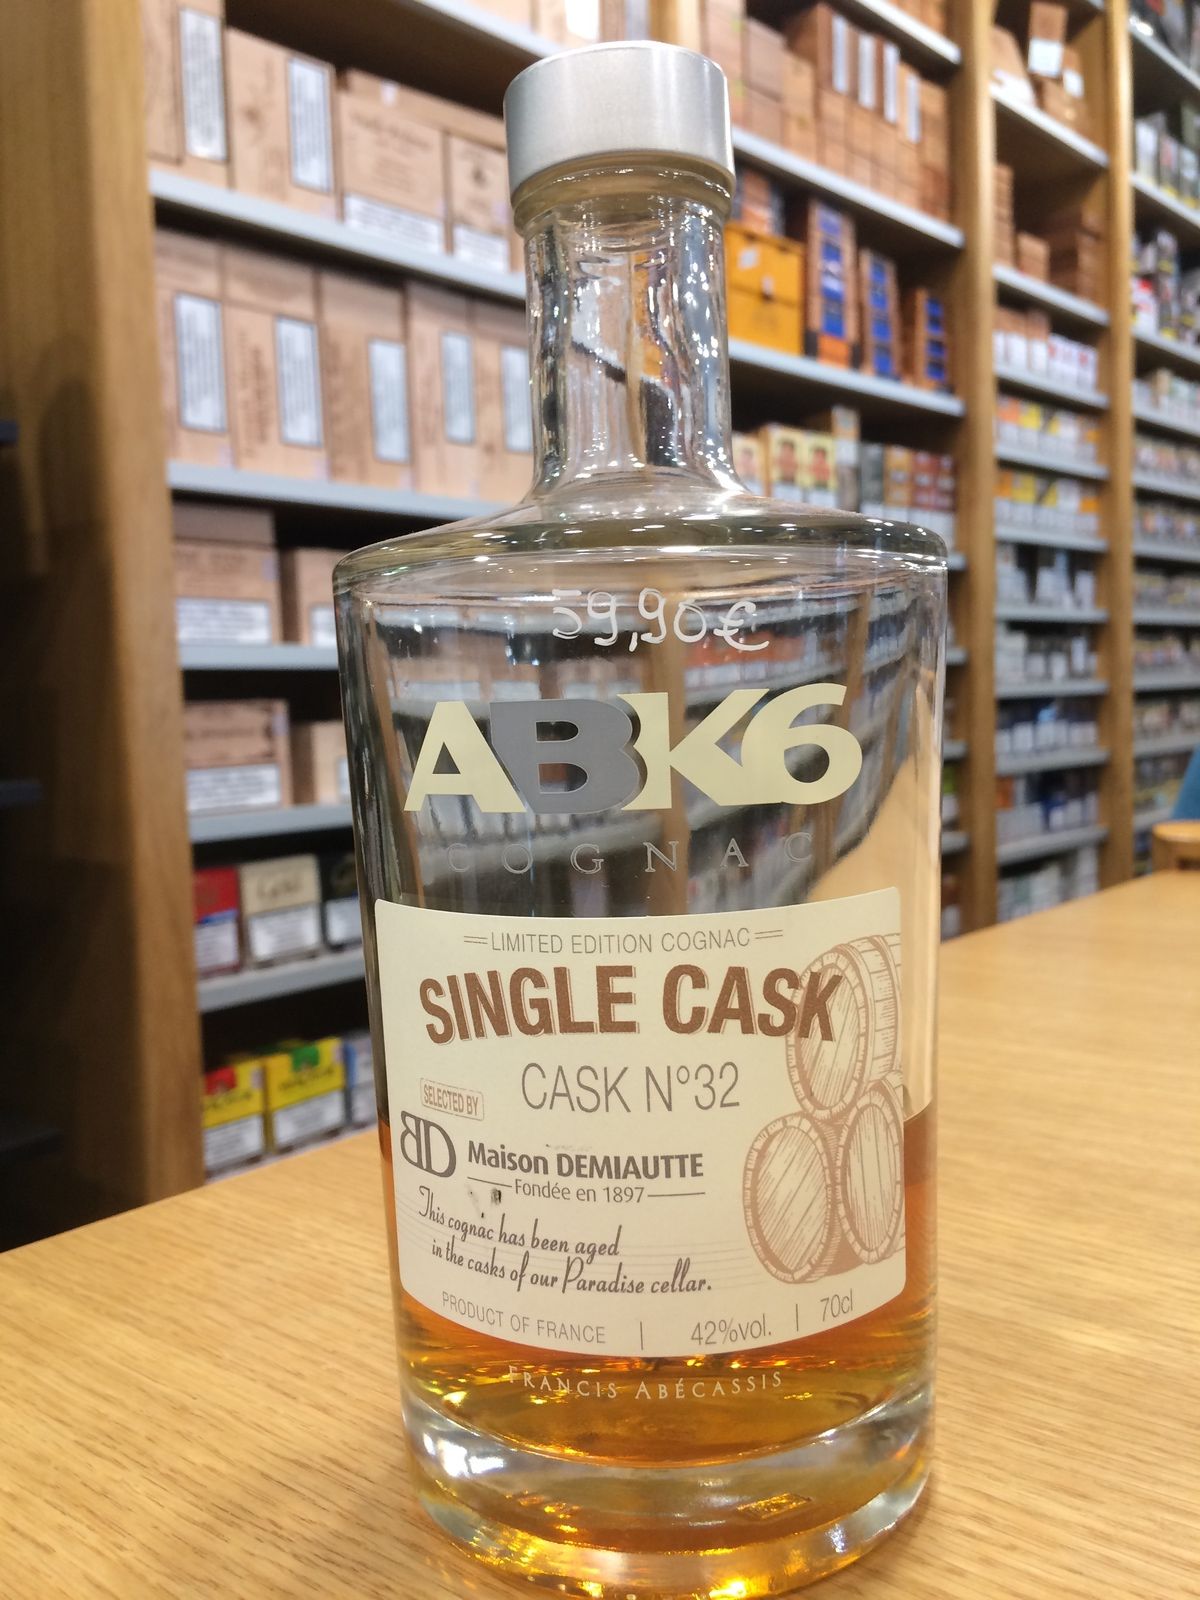 59,90€
ABK6
COGNAC
LIMITED EDITION COGNAC
SINGLE CASK
CASK N°32
SELECTED BY
BD Maison DEMIAUTTE
Fondée en 1897
This cognac has been aged
in the casks of our Paradise cellar.
PRODUCT OF FRANCE | 42%vol. | 70cl
FRANCIS ABÉCASSIS